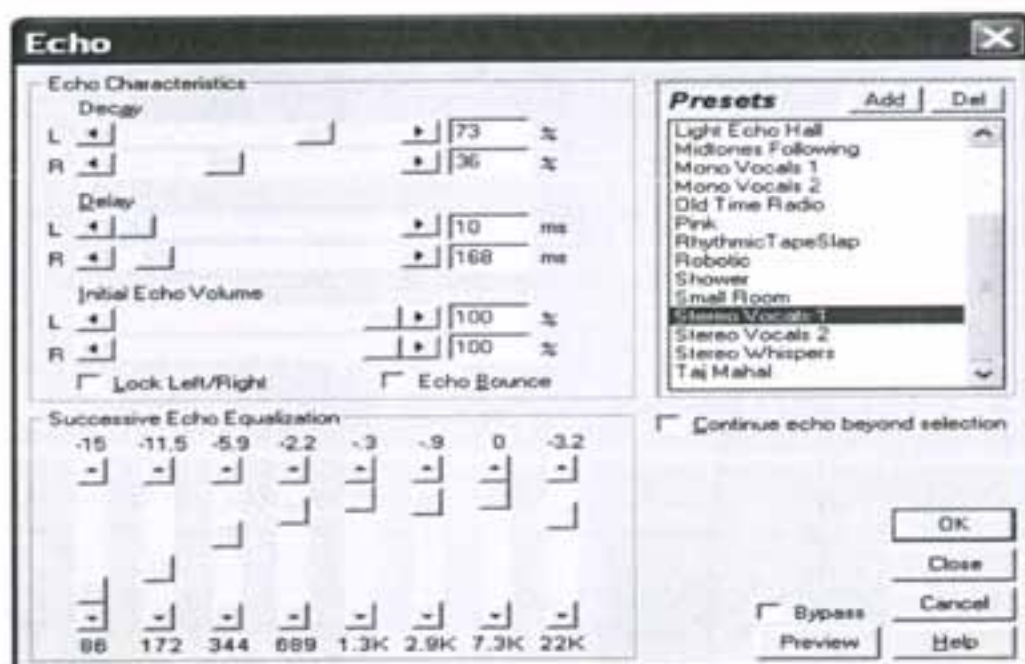 Echo
Echo Characteristics
Decay
L 73 %
R 36 %
Delay
L 10 ms
R 168 ms
Initial Echo Volume
L 100 %
R 100 %
Lock Left/Right Echo Bounce
Presets Add Del
Light Echo Hall
Midtones Following
Mono Vocals 1
Mono Vocals 2
Old Time Radio
Pink
RhythmicTapeSlap
Robotic
Shower
Small Room
Stereo Vocals 1
Stereo Vocals 2
Stereo Whispers
Taj Mahal
Successive Echo Equalization
-15 -11.5 -5.9 -2.2 -.3 -.9 0 -3.2
86 172 344 689 1.3K 2.9K 7.3K 22K
Continue echo beyond selection
OK
Close
Bypass Cancel
Preview Help